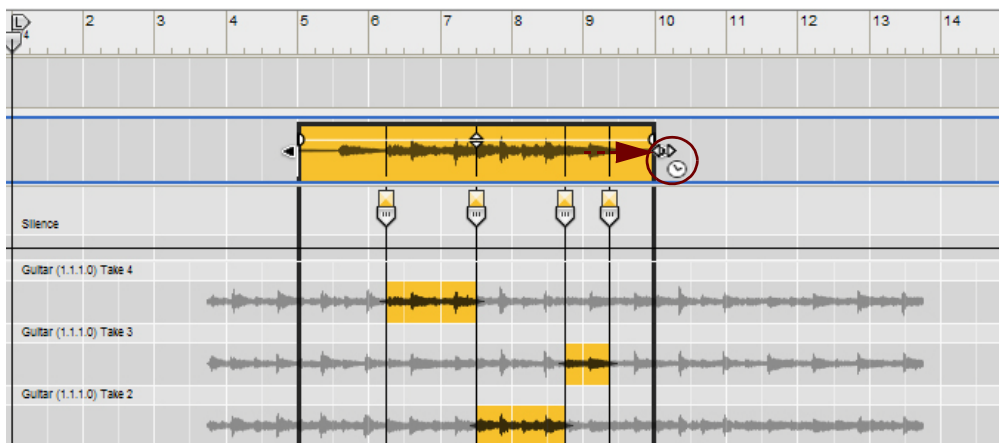 L 2 3 4 5 6 7 8 9 10 11 12 13 14
4
Silence
Guitar (1.1.1.0) Take 4
Guitar (1.1.1.0) Take 3
Guitar (1.1.1.0) Take 2